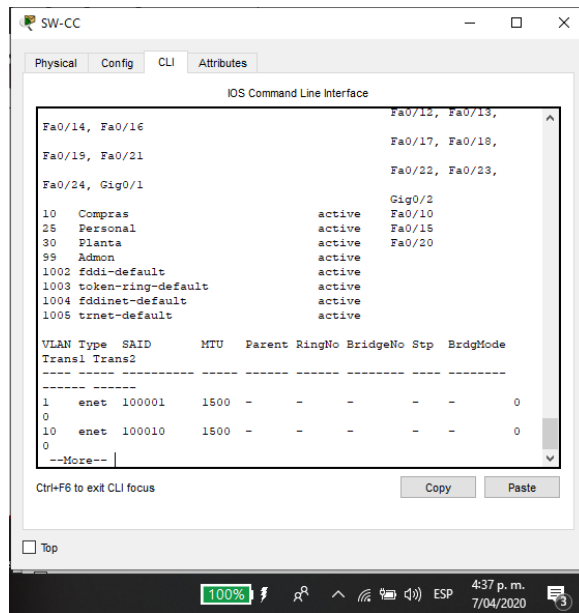 SW-CC
Physical Config CLI Attributes
IOS Command Line Interface
Fa0/12, Fa0/13,
Fa0/14, Fa0/16
Fa0/17, Fa0/18,
Fa0/19, Fa0/21
Fa0/22, Fa0/23,
Fa0/24, Gig0/1
Gig0/2
10 Compras active Fa0/10
25 Personal active Fa0/15
30 Planta active Fa0/20
99 Admon active
1002 fddi-default active
1003 token-ring-default active
1004 fddinet-default active
1005 trnet-default active
VLAN Type SAID MTU Parent RingNo BridgeNo Stp BrdgMode
Trans1 Trans2
---- ----- ---------- ----- ------ ------ -------- ---- --------
------ ------
1 enet 100001 1500 - - - - - 0
0
10 enet 100010 1500 - - - - - 0
0
--More--
Ctrl+F6 to exit CLI focus
Copy Paste
Top
100% ESP 4:37 p. m.
7/04/2020
3